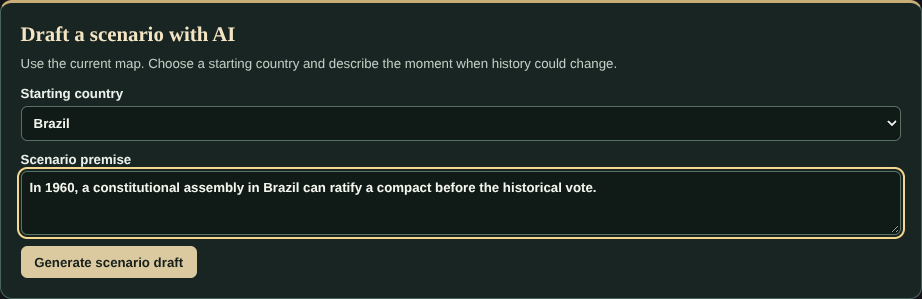 Draft a scenario with AI
Use the current map. Choose a starting country and describe the moment when history could change.
Starting country
Brazil
Scenario premise
In 1960, a constitutional assembly in Brazil can ratify a compact before the historical vote.
Generate scenario draft